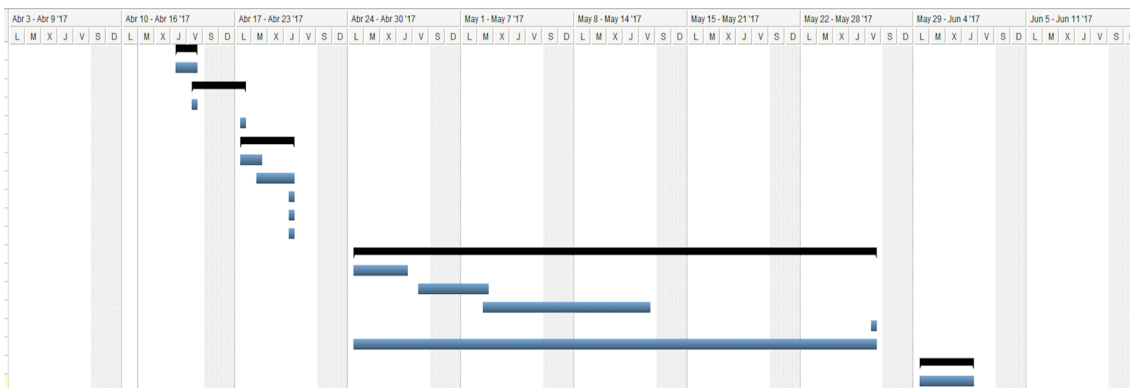 Abr 3 - Abr 9 '17 Abr 10 - Abr 16 '17 Abr 17 - Abr 23 '17 Abr 24 - Abr 30 '17 May 1 - May 7 '17 May 8 - May 14 '17 May 15 - May 21 '17 May 22 - May 28 '17 May 29 - Jun 4 '17 Jun 5 - Jun 11 '17
L M X J V S D L M X J V S D L M X J V S D L M X J V S D L M X J V S D L M X J V S D L M X J V S D L M X J V S D L M X J V S D L M X J V S